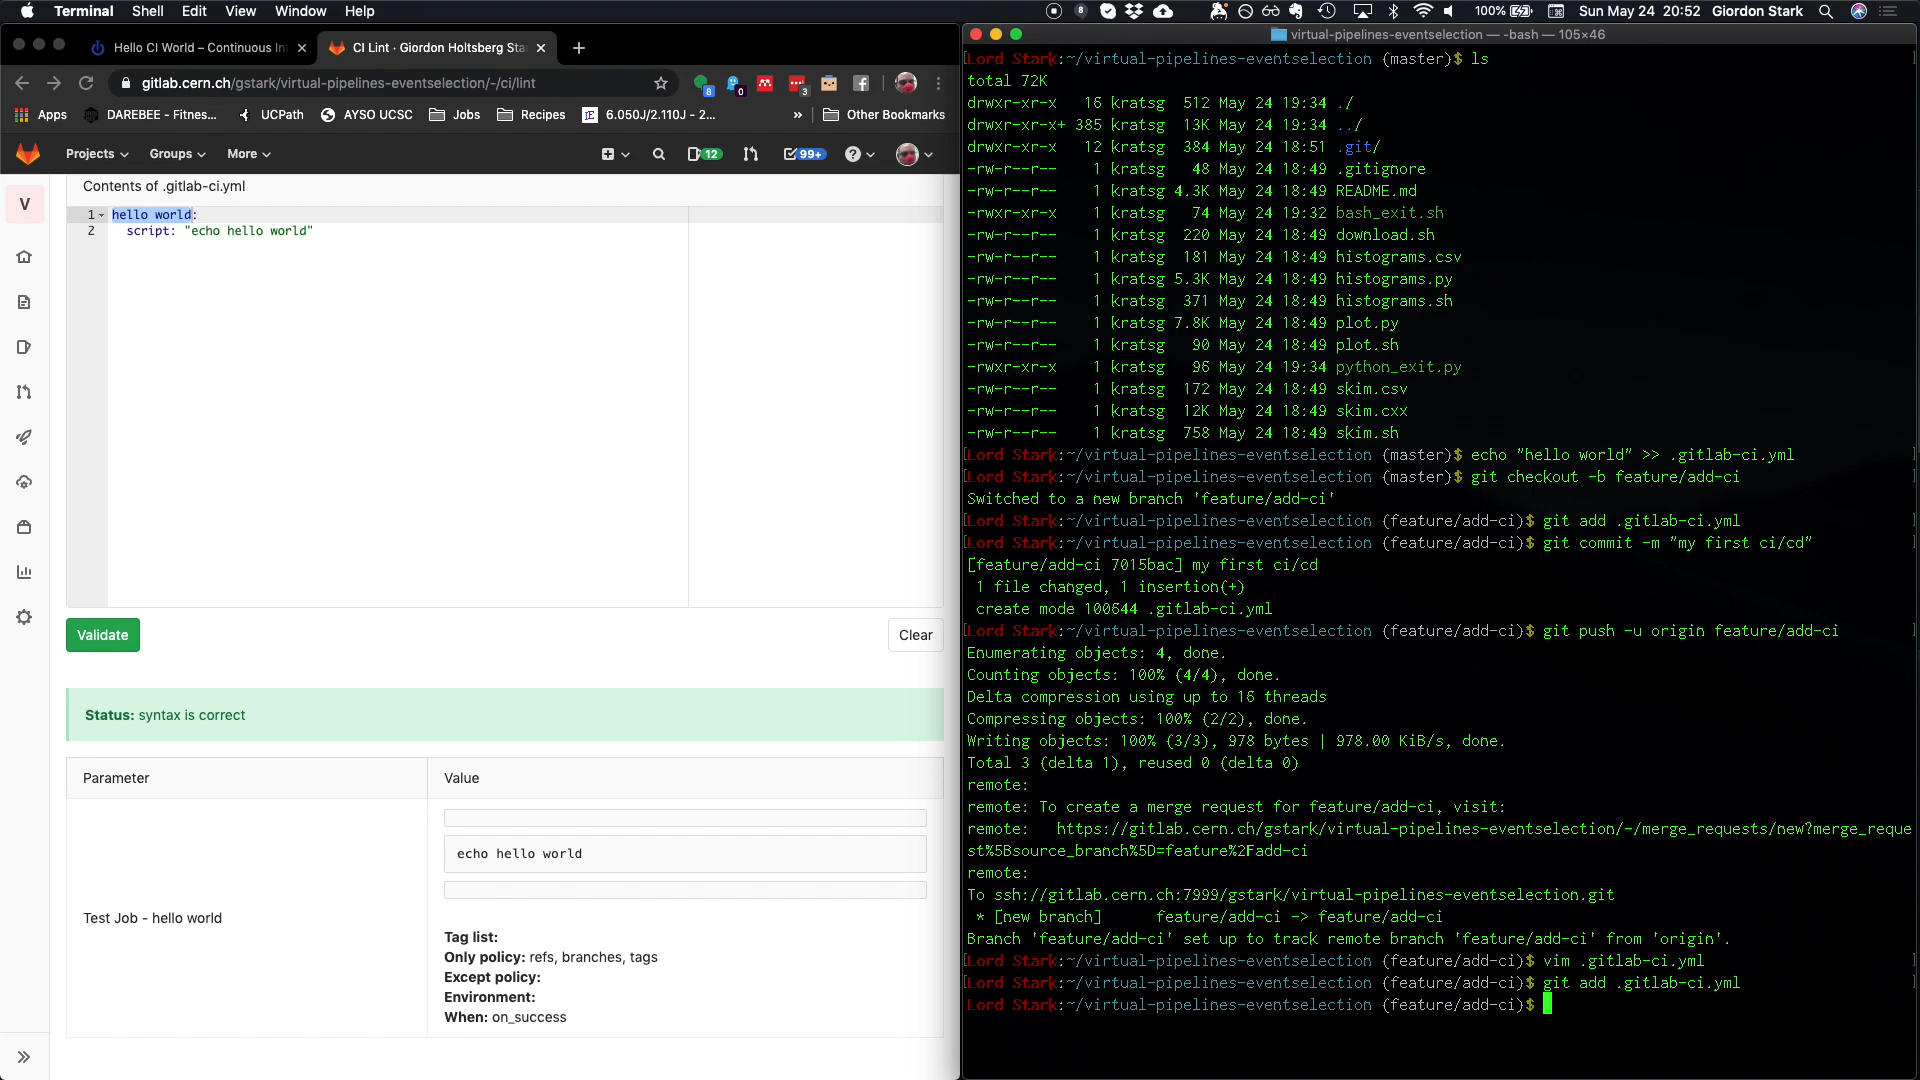 Terminal Shell Edit View Window Help
8
100% Sun May 24 20:52 Giordon Stark
Hello CI World – Continuous In
CI Lint · Giordon Holtsberg Sta
gitlab.cern.ch/gstark/virtual-pipelines-eventselection/-/ci/lint
8 0 3
Apps DAREBEE - Fitnes... UCPath AYSO UCSC Jobs Recipes 6.050J/2.110J - 2... » Other Bookmarks
Projects Groups More 12 99+
V
Contents of .gitlab-ci.yml
1 hello world:
2 script: "echo hello world"
Validate
Clear
Status: syntax is correct
Parameter Value
echo hello world
Test Job - hello world
Tag list:
Only policy: refs, branches, tags
Except policy:
Environment:
When: on_success
virtual-pipelines-eventselection — -bash — 105×46
[Lord Stark:~/virtual-pipelines-eventselection (master)$ ls ]
total 72K
drwxr-xr-x 16 kratsg 512 May 24 19:34 ./
drwxr-xr-x+ 385 kratsg 13K May 24 19:34 ../
drwxr-xr-x 12 kratsg 384 May 24 18:51 .git/
-rw-r--r-- 1 kratsg 48 May 24 18:49 .gitignore
-rw-r--r-- 1 kratsg 4.3K May 24 18:49 README.md
-rwxr-xr-x 1 kratsg 74 May 24 19:32 bash_exit.sh
-rw-r--r-- 1 kratsg 220 May 24 18:49 download.sh
-rw-r--r-- 1 kratsg 181 May 24 18:49 histograms.csv
-rw-r--r-- 1 kratsg 5.3K May 24 18:49 histograms.py
-rw-r--r-- 1 kratsg 371 May 24 18:49 histograms.sh
-rw-r--r-- 1 kratsg 7.8K May 24 18:49 plot.py
-rw-r--r-- 1 kratsg 90 May 24 18:49 plot.sh
-rwxr-xr-x 1 kratsg 96 May 24 19:34 python_exit.py
-rw-r--r-- 1 kratsg 172 May 24 18:49 skim.csv
-rw-r--r-- 1 kratsg 12K May 24 18:49 skim.cxx
-rw-r--r-- 1 kratsg 758 May 24 18:49 skim.sh
[Lord Stark:~/virtual-pipelines-eventselection (master)$ echo "hello world" >> .gitlab-ci.yml ]
[Lord Stark:~/virtual-pipelines-eventselection (master)$ git checkout -b feature/add-ci ]
Switched to a new branch 'feature/add-ci'
[Lord Stark:~/virtual-pipelines-eventselection (feature/add-ci)$ git add .gitlab-ci.yml ]
[Lord Stark:~/virtual-pipelines-eventselection (feature/add-ci)$ git commit -m "my first ci/cd" ]
[feature/add-ci 7015bac] my first ci/cd
1 file changed, 1 insertion(+)
create mode 100644 .gitlab-ci.yml
[Lord Stark:~/virtual-pipelines-eventselection (feature/add-ci)$ git push -u origin feature/add-ci ]
Enumerating objects: 4, done.
Counting objects: 100% (4/4), done.
Delta compression using up to 16 threads
Compressing objects: 100% (2/2), done.
Writing objects: 100% (3/3), 978 bytes | 978.00 KiB/s, done.
Total 3 (delta 1), reused 0 (delta 0)
remote:
remote: To create a merge request for feature/add-ci, visit:
remote: https://gitlab.cern.ch/gstark/virtual-pipelines-eventselection/-/merge_requests/new?merge_reque
st%5Bsource_branch%5D=feature%2Fadd-ci
remote:
To ssh://gitlab.cern.ch:7999/gstark/virtual-pipelines-eventselection.git
* [new branch] feature/add-ci -> feature/add-ci
Branch 'feature/add-ci' set up to track remote branch 'feature/add-ci' from 'origin'.
[Lord Stark:~/virtual-pipelines-eventselection (feature/add-ci)$ vim .gitlab-ci.yml ]
[Lord Stark:~/virtual-pipelines-eventselection (feature/add-ci)$ git add .gitlab-ci.yml ]
Lord Stark:~/virtual-pipelines-eventselection (feature/add-ci)$